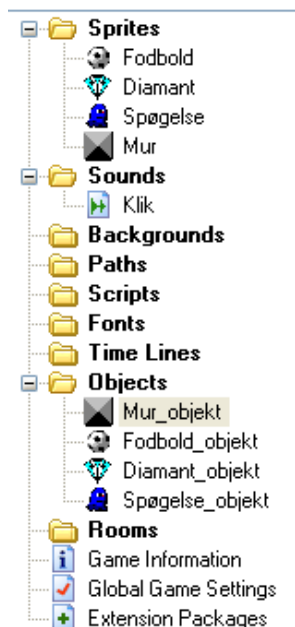 Sprites
Fodbold
Diamant
Spøgelse
Mur
Sounds
Klik
Backgrounds
Paths
Scripts
Fonts
Time Lines
Objects
Mur_objekt
Fodbold_objekt
Diamant_objekt
Spøgelse_objekt
Rooms
Game Information
Global Game Settings
Extension Packages